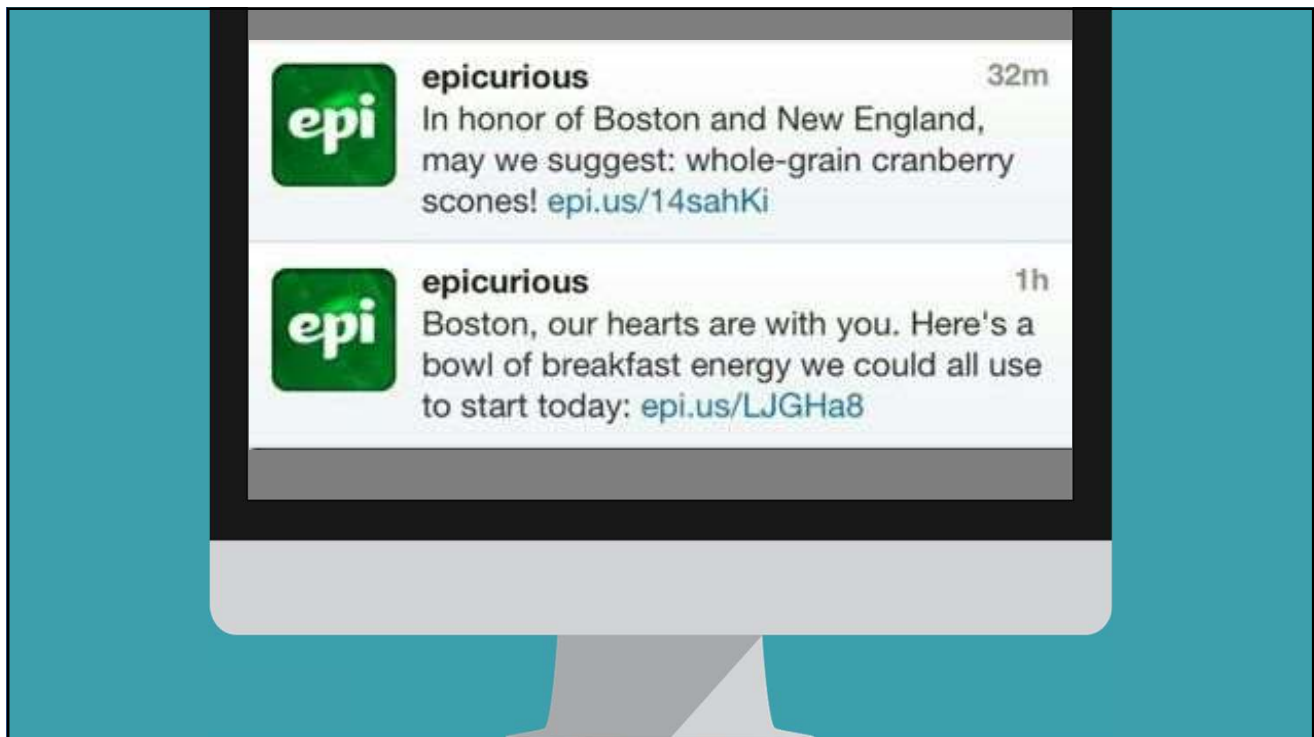 epi
epicurious 32m
In honor of Boston and New England,
may we suggest: whole-grain cranberry
scones! epi.us/14sahKi
epi
epicurious 1h
Boston, our hearts are with you. Here's a
bowl of breakfast energy we could all use
to start today: epi.us/LJGHa8